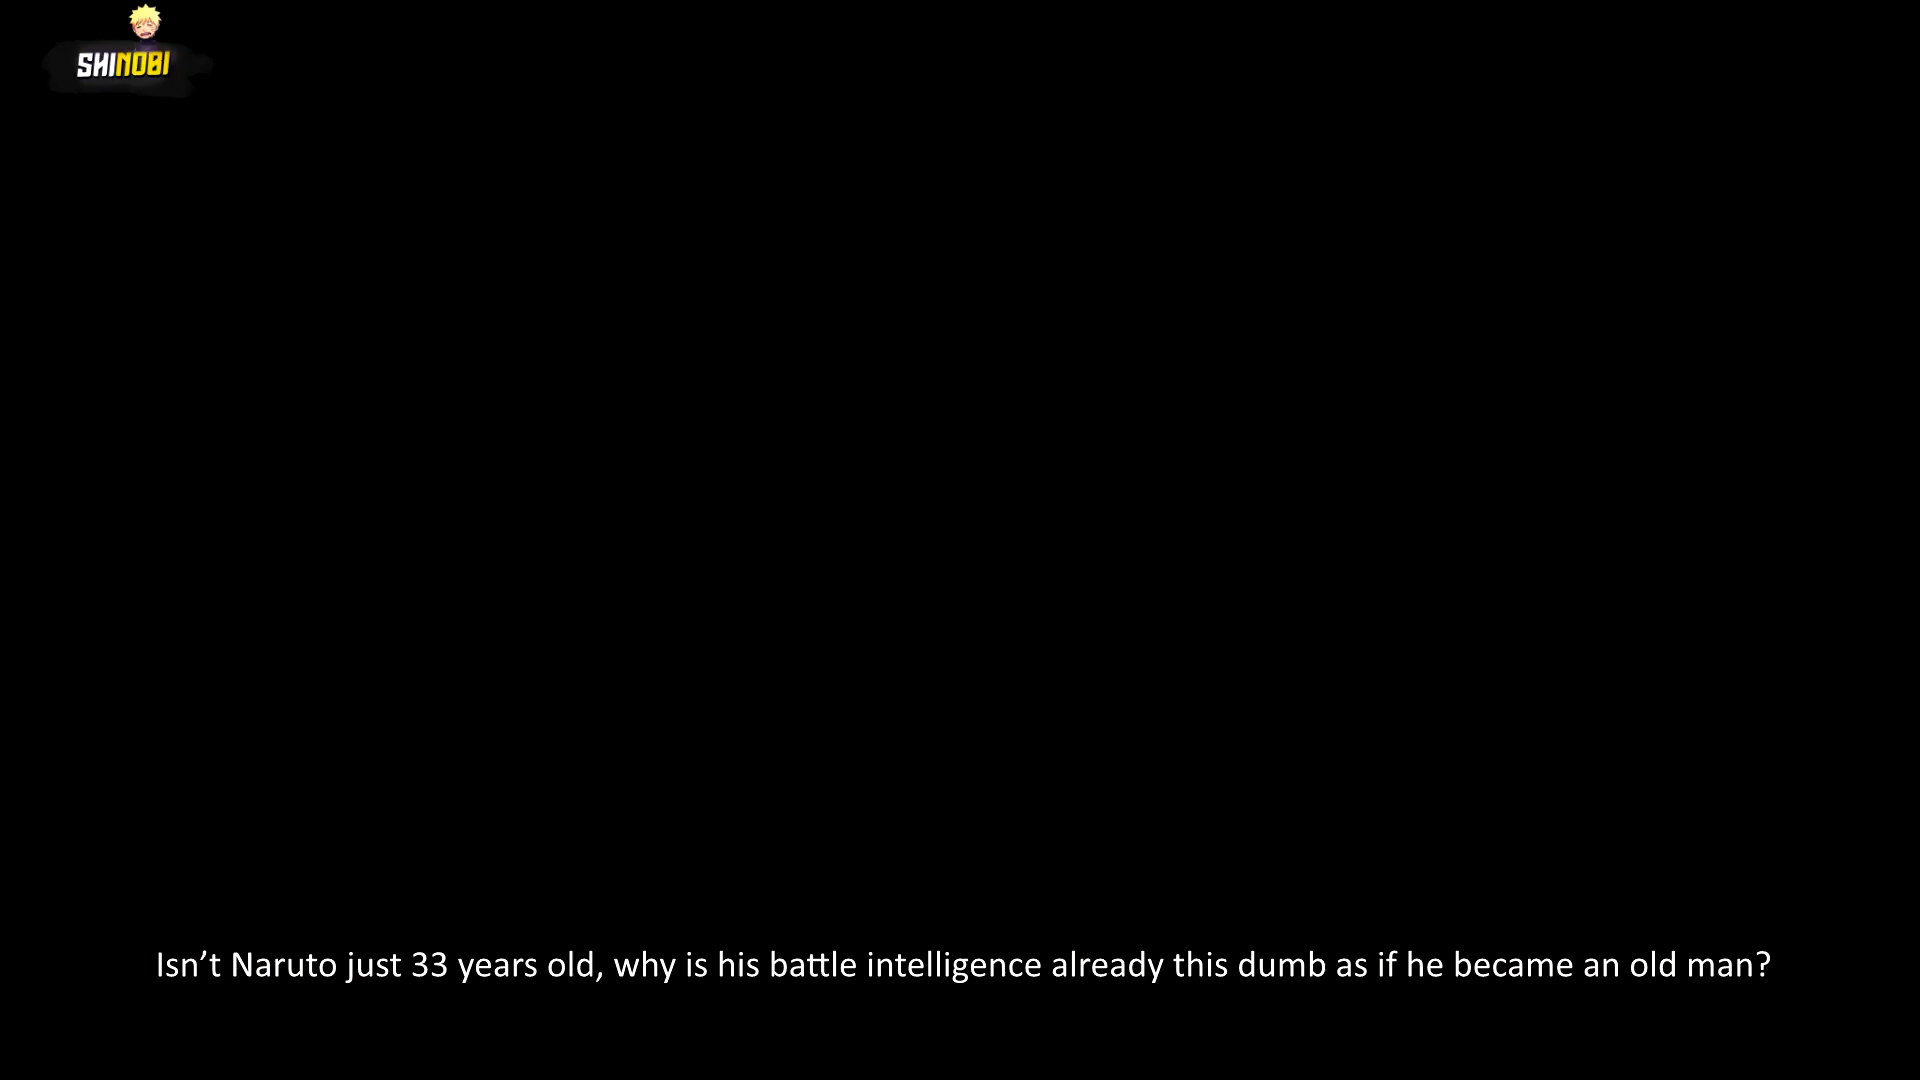 SHINOBI
Isn’t Naruto just 33 years old, why is his battle intelligence already this dumb as if he became an old man?